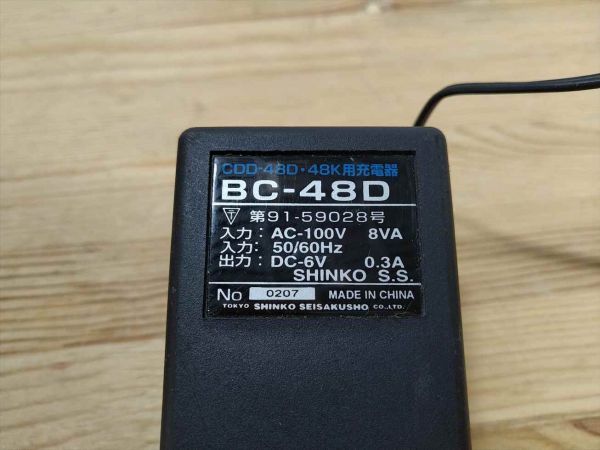 CDD-48D・48K用充電器
BC-48D
〒 第91-59028号
入力: AC-100V 8VA
入力: 50/60Hz
出力: DC-6V 0.3A
SHINKO S.S.
No 0207 MADE IN CHINA
TOKYO SHINKO SEISAKUSHO CO.,LTD.